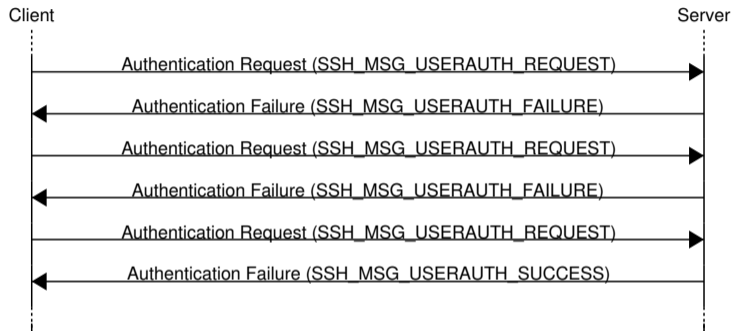 Client
Server
Authentication Request (SSH_MSG_USERAUTH_REQUEST)
Authentication Failure (SSH_MSG_USERAUTH_FAILURE)
Authentication Request (SSH_MSG_USERAUTH_REQUEST)
Authentication Failure (SSH_MSG_USERAUTH_FAILURE)
Authentication Request (SSH_MSG_USERAUTH_REQUEST)
Authentication Failure (SSH_MSG_USERAUTH_SUCCESS)